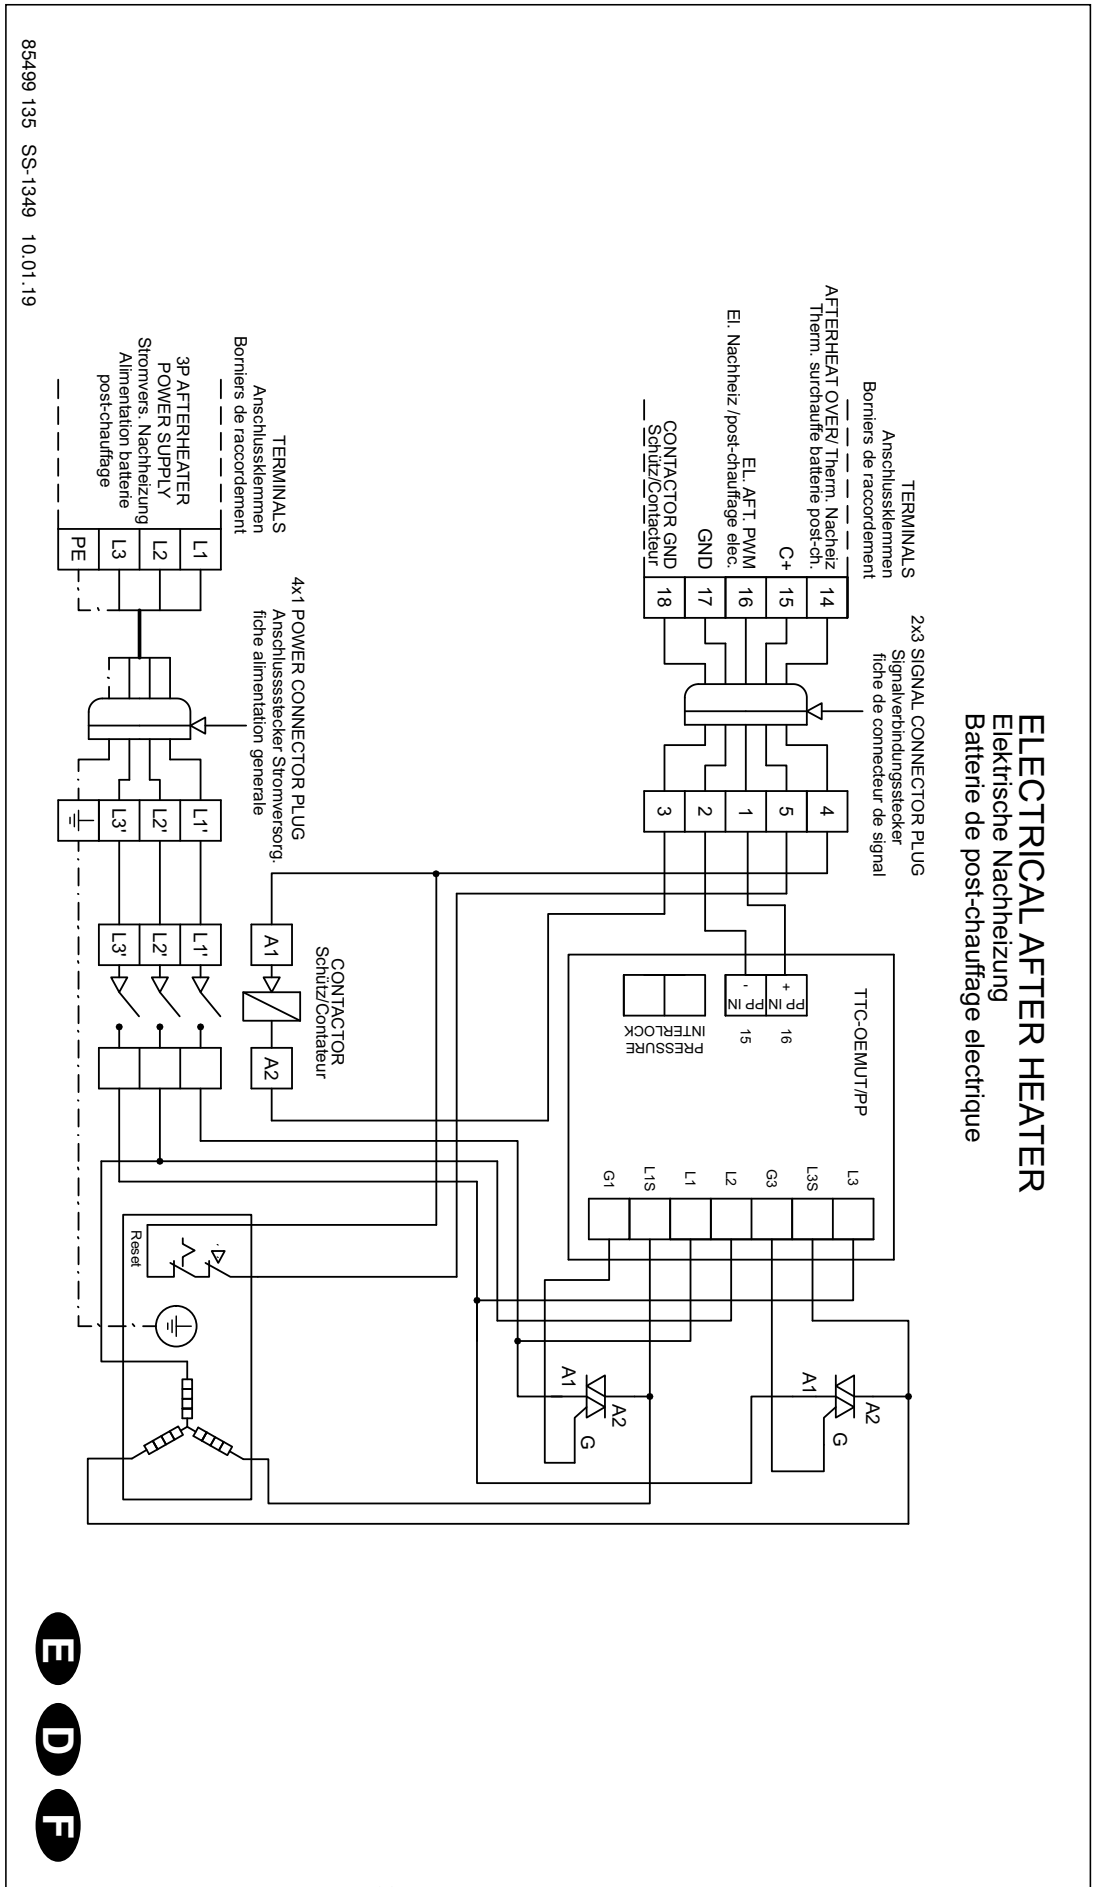 ELECTRICAL AFTER HEATER
Elektrische Nachheizung
Batterie de post-chauffage electrique
TERMINALS
Anschlussklemmen
Borniers de raccordement
2x3 SIGNAL CONNECTOR PLUG
Signalverbindungsstecker
fiche de connecteur de signal
AFTERHEAT OVER/ Therm. Nacheiz
Therm. surchauffe batterie post-ch.
C+
EL. AFT. PWM
El. Nachheiz /post-chauffage elec.
GND
CONTACTOR GND
Schütz/Contacteur
14
15
16
17
18
4
5
1
2
3
TTC-OEMUT/PP
+ PP IN
- PP IN
16
15
PRESSURE
INTERLOCK
L3
L3S
G3
L2
L1
L1S
G1
A1
A2
G
A1
A2
G
CONTACTOR
Schütz/Contateur
A1
A2
TERMINALS
Anschlussklemmen
Borniers de raccordement
3P AFTERHEATER
POWER SUPPLY
Stromvers. Nachheizung
Alimentation batterie
post-chauffage
L1
L2
L3
PE
4x1 POWER CONNECTOR PLUG
Anschlussstecker Stromversorg.
fiche alimentation generale
L1'
L2'
L3'
L1'
L2'
L3'
Reset
85499 135 SS-1349 10.01.19
E D F